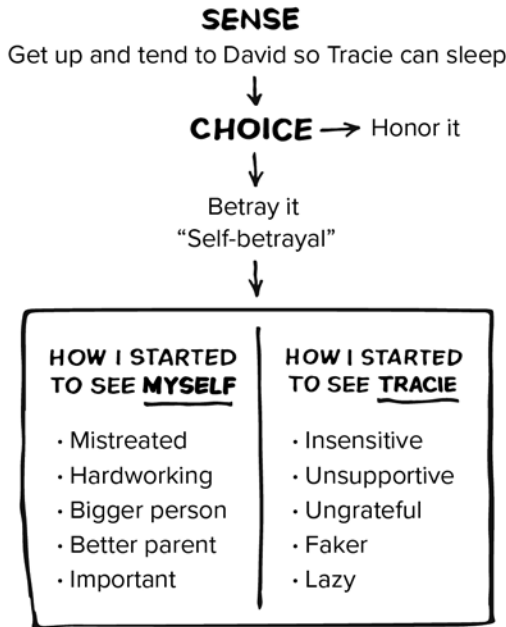 SENSE
Get up and tend to David so Tracie can sleep
CHOICE → Honor it
Betray it
“Self-betrayal”
HOW I STARTED
TO SEE MYSELF
· Mistreated
· Hardworking
· Bigger person
· Better parent
· Important
HOW I STARTED
TO SEE TRACIE
· Insensitive
· Unsupportive
· Ungrateful
· Faker
· Lazy